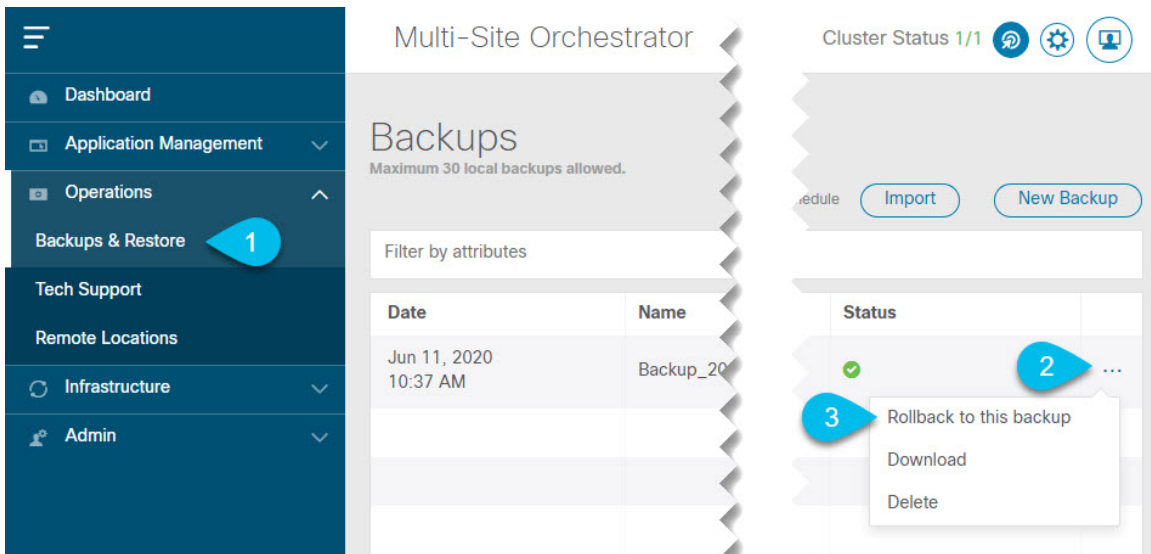 Multi-Site Orchestrator
Cluster Status 1/1
Dashboard
Application Management
Operations
Backups & Restore
1
Tech Support
Remote Locations
Infrastructure
Admin
Backups
Maximum 30 local backups allowed.
edule
Import
New Backup
Filter by attributes
Date
Name
Status
Jun 11, 2020
10:37 AM
Backup_20
2
...
3
Rollback to this backup
Download
Delete